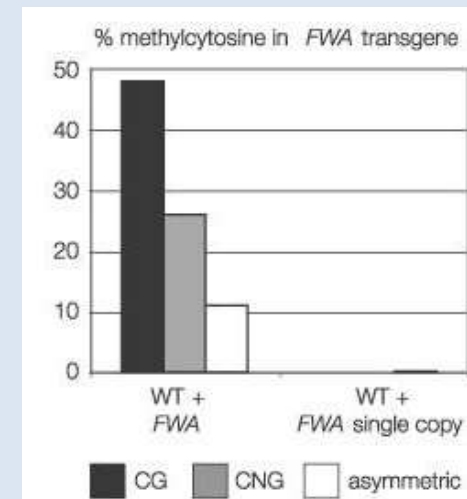 % methylcytosine in FWA transgene
50
40
30
20
10
0
WT + WT +
FWA FWA single copy
CG CNG asymmetric